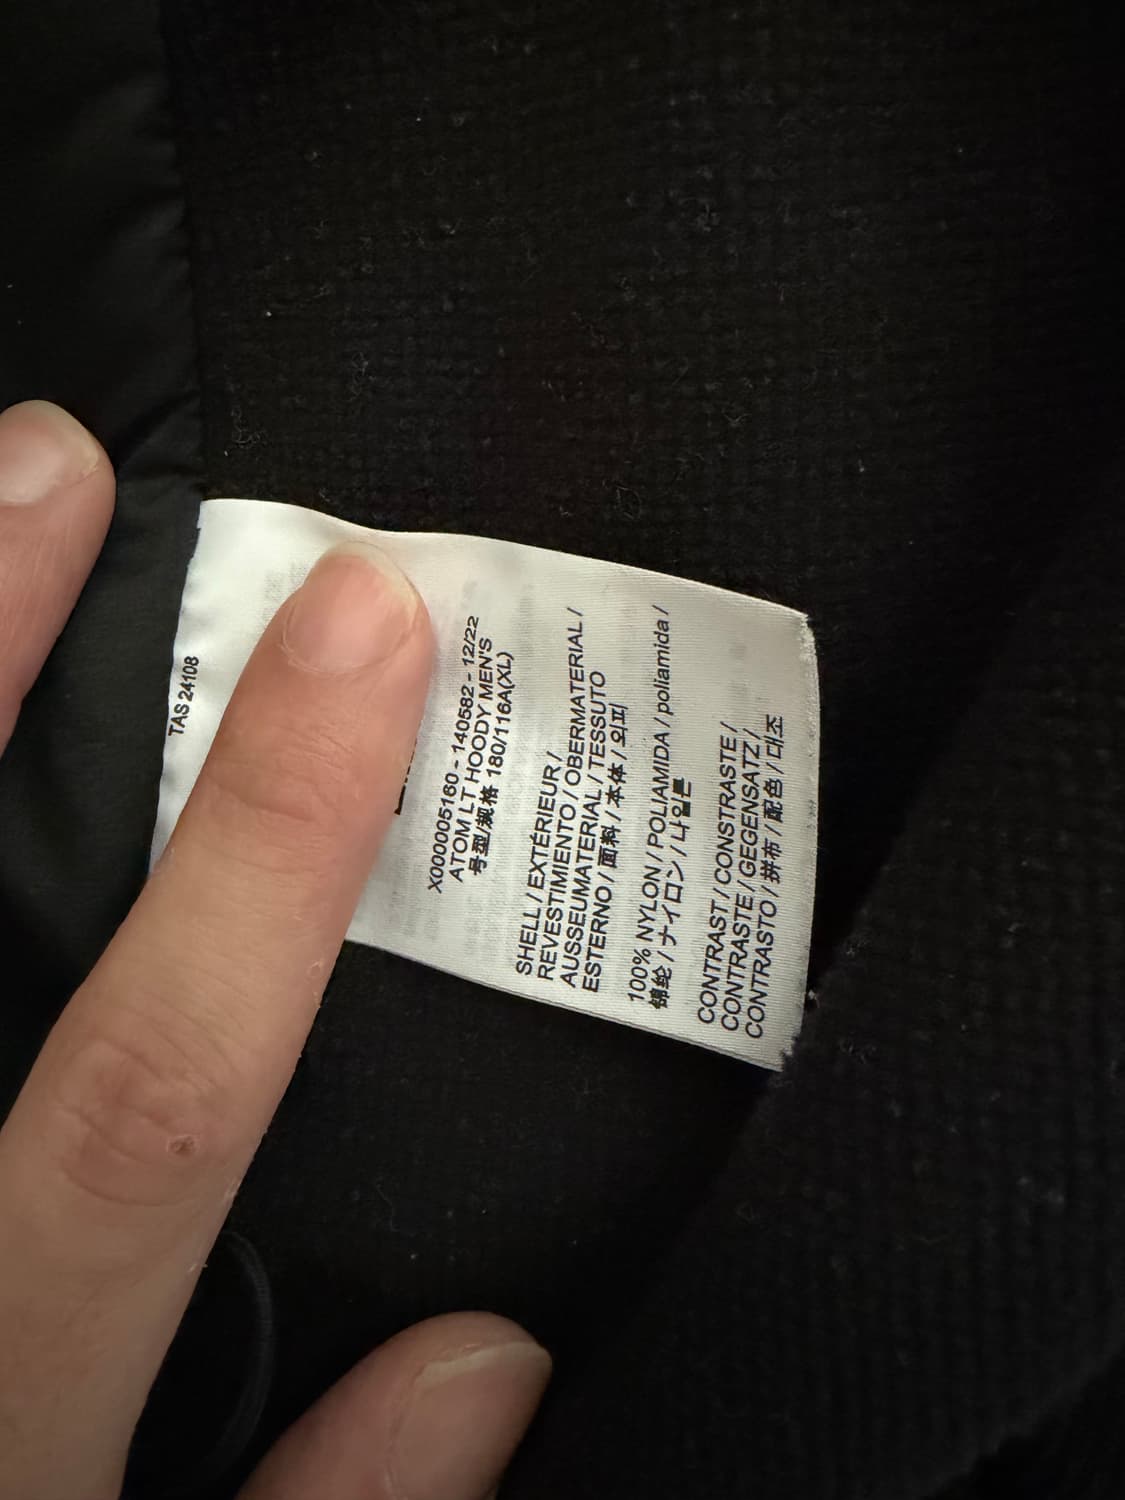 TAS 24108
X000005160 - 140582 - 12/22
ATOM LT HOODY MEN'S
号型/规格 180/116A(XL)
SHELL / EXTÉRIEUR /
REVESTIMIENTO / OBERMATERIAL /
AUSSEUMATERIAL / TESSUTO
ESTERNO / 面料 / 本体 / 외피
100% NYLON / POLIAMIDA / poliamida /
锦纶 / ナイロン / 나일론
CONTRAST / CONSTRASTE /
CONTRASTE / GEGENSATZ /
CONTRASTO / 拼布 / 配色 / 대조